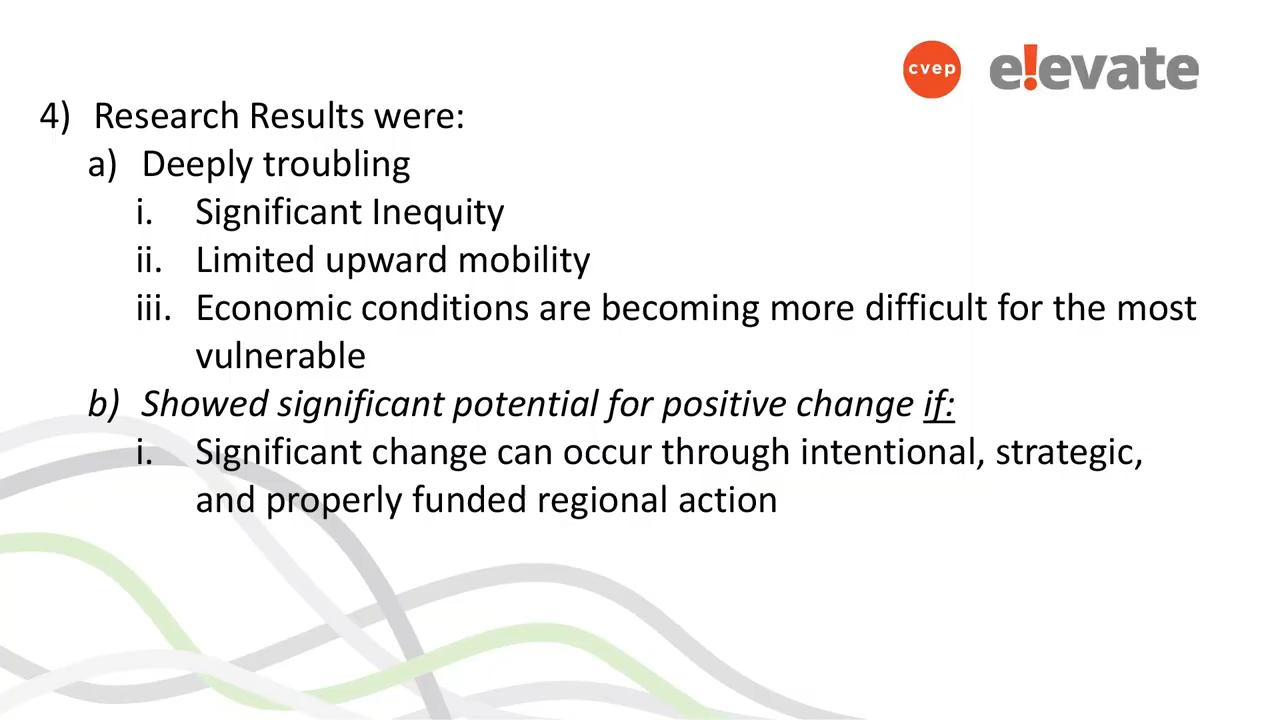 cvep e!evate
4) Research Results were:
a) Deeply troubling
i. Significant Inequity
ii. Limited upward mobility
iii. Economic conditions are becoming more difficult for the most
vulnerable
b) Showed significant potential for positive change if:
i. Significant change can occur through intentional, strategic,
and properly funded regional action